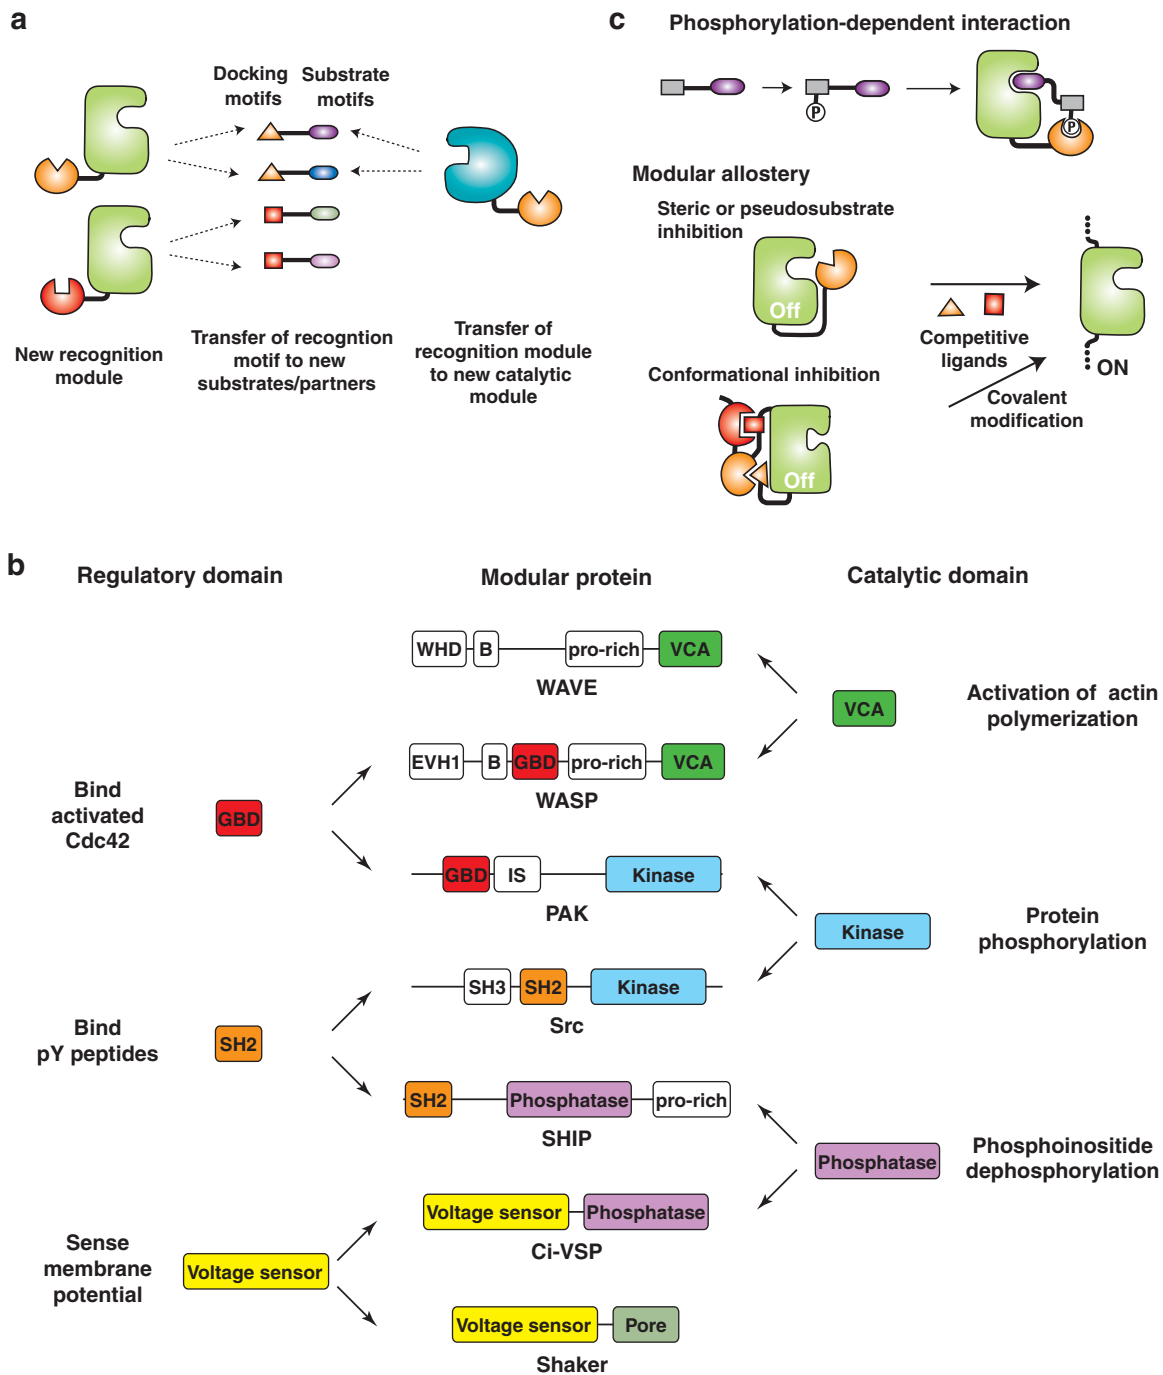 a
Docking
motifs
Substrate
motifs
New recognition
module
Transfer of recogntion
motif to new
substrates/partners
Transfer of
recognition module
to new catalytic
module
c
Phosphorylation-dependent interaction
P
P
Modular allostery
Steric or pseudosubstrate
inhibition
Off
Competitive
ligands
ON
Conformational inhibition
Covalent
modification
Off
b
Regulatory domain
Modular protein
Catalytic domain
WHD
B
pro-rich
VCA
WAVE
VCA
Activation of actin
polymerization
EVH1
B
GBD
pro-rich
VCA
WASP
Bind
activated
Cdc42
GBD
GBD
IS
Kinase
PAK
Kinase
Protein
phosphorylation
SH3
SH2
Kinase
Src
Bind
pY peptides
SH2
SH2
Phosphatase
pro-rich
SHIP
Phosphatase
Phosphoinositide
dephosphorylation
Voltage sensor
Phosphatase
Ci-VSP
Sense
membrane
potential
Voltage sensor
Voltage sensor
Pore
Shaker